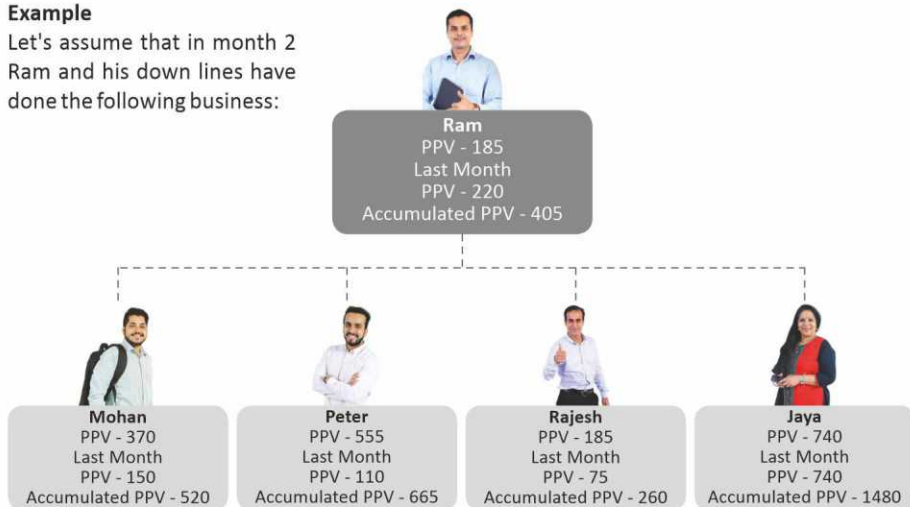 Example
Let's assume that in month 2
Ram and his down lines have
done the following business:
Ram
PPV - 185
Last Month
PPV - 220
Accumulated PPV - 405
Mohan
PPV - 370
Last Month
PPV - 150
Accumulated PPV - 520
Peter
PPV - 555
Last Month
PPV - 110
Accumulated PPV - 665
Rajesh
PPV - 185
Last Month
PPV - 75
Accumulated PPV - 260
Jaya
PPV - 740
Last Month
PPV - 740
Accumulated PPV - 1480